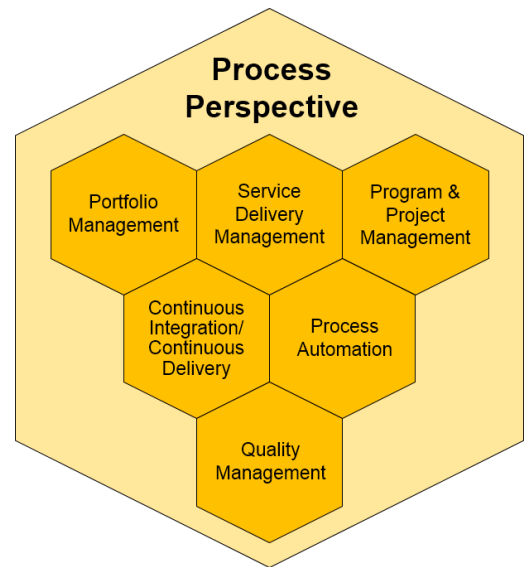 Process
Perspective
Portfolio
Management
Service
Delivery
Management
Program &
Project
Management
Continuous
Integration/
Continuous
Delivery
Process
Automation
Quality
Management